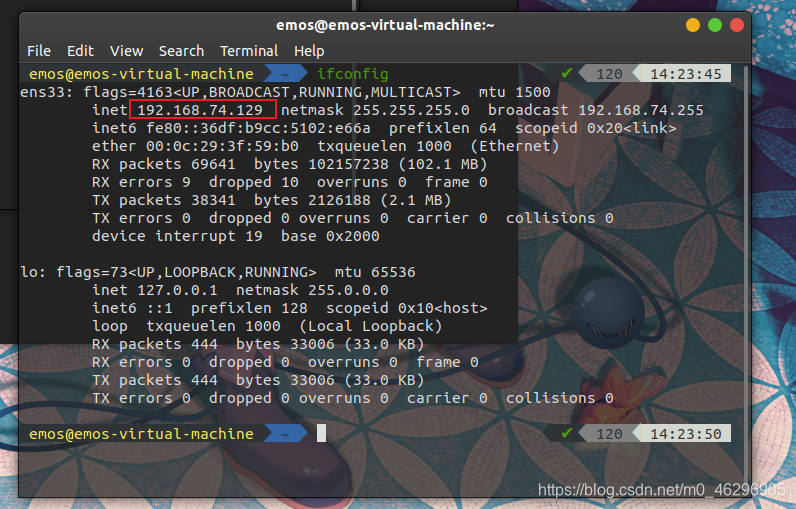 emos@emos-virtual-machine:~
File Edit View Search Terminal Help
emos@emos-virtual-machine ~ ifconfig ✔ 120 14:23:45
ens33: flags=4163<UP,BROADCAST,RUNNING,MULTICAST> mtu 1500
inet 192.168.74.129 netmask 255.255.255.0 broadcast 192.168.74.255
inet6 fe80::36df:b9cc:5102:e66a prefixlen 64 scopeid 0x20<link>
ether 00:0c:29:3f:59:b0 txqueuelen 1000 (Ethernet)
RX packets 69641 bytes 102157238 (102.1 MB)
RX errors 9 dropped 10 overruns 0 frame 0
TX packets 38341 bytes 2126188 (2.1 MB)
TX errors 0 dropped 0 overruns 0 carrier 0 collisions 0
device interrupt 19 base 0x2000
lo: flags=73<UP,LOOPBACK,RUNNING> mtu 65536
inet 127.0.0.1 netmask 255.0.0.0
inet6 ::1 prefixlen 128 scopeid 0x10<host>
loop txqueuelen 1000 (Local Loopback)
RX packets 444 bytes 33006 (33.0 KB)
RX errors 0 dropped 0 overruns 0 frame 0
TX packets 444 bytes 33006 (33.0 KB)
TX errors 0 dropped 0 overruns 0 carrier 0 collisions 0
emos@emos-virtual-machine ~ ✔ 120 14:23:50
https://blog.csdn.net/m0_46296905